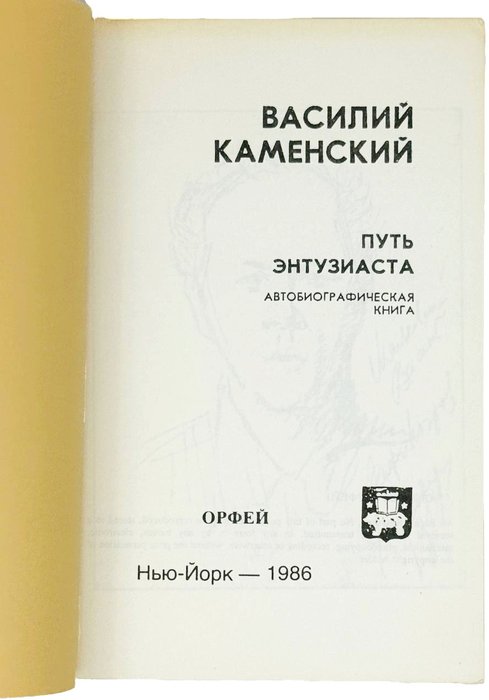 ВАСИЛИЙ
КАМЕНСКИЙ
ПУТЬ
ЭНТУЗИАСТА
АВТОБИОГРАФИЧЕСКАЯ
КНИГА
ОРФЕЙ
Нью-Йорк — 1986